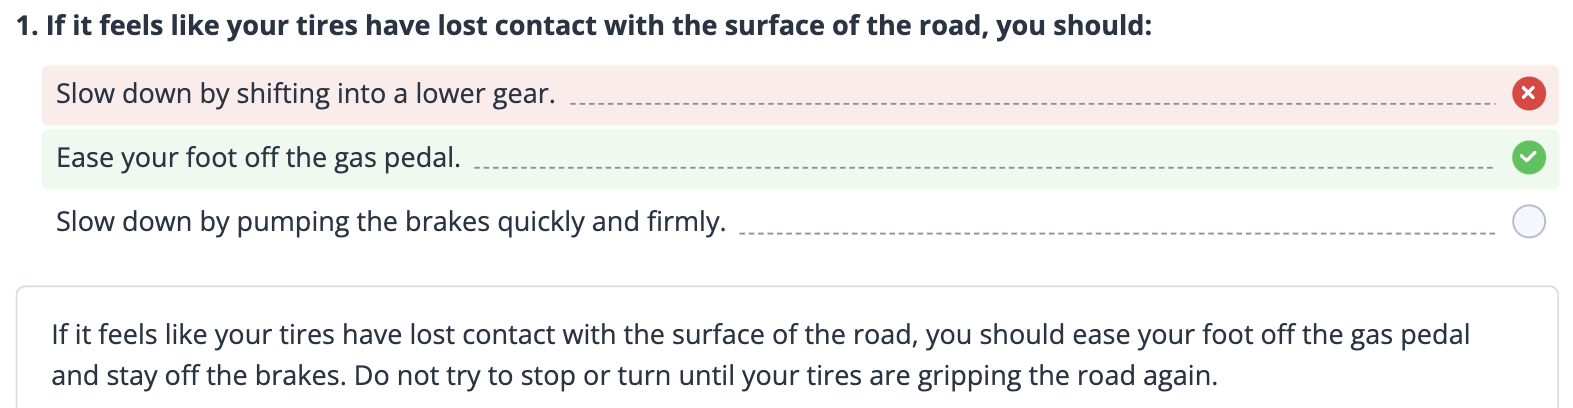 1. If it feels like your tires have lost contact with the surface of the road, you should:
Slow down by shifting into a lower gear.
Ease your foot off the gas pedal.
Slow down by pumping the brakes quickly and firmly.
If it feels like your tires have lost contact with the surface of the road, you should ease your foot off the gas pedal
and stay off the brakes. Do not try to stop or turn until your tires are gripping the road again.